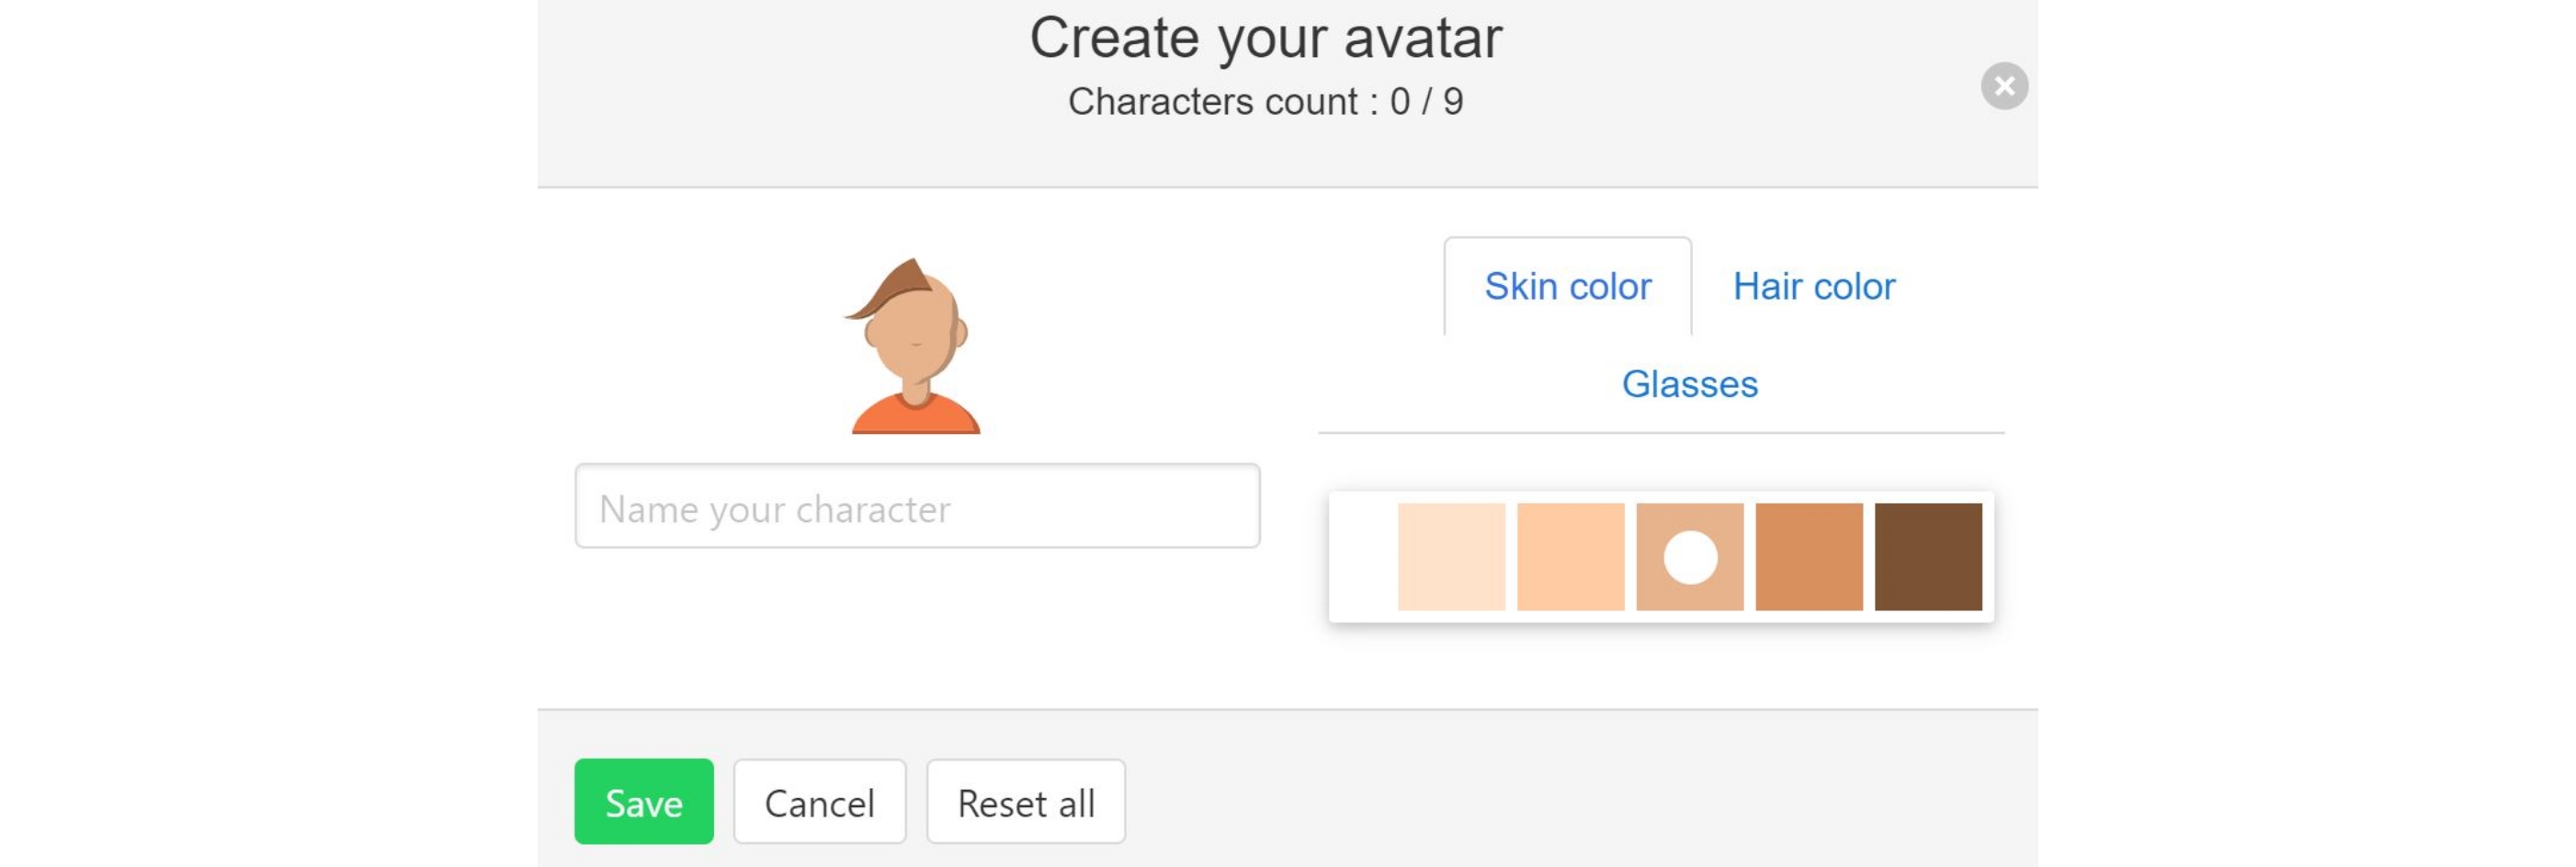 Create your avatar
Characters count : 0 / 9
Skin color
Hair color
Glasses
Name your character
Save
Cancel
Reset all